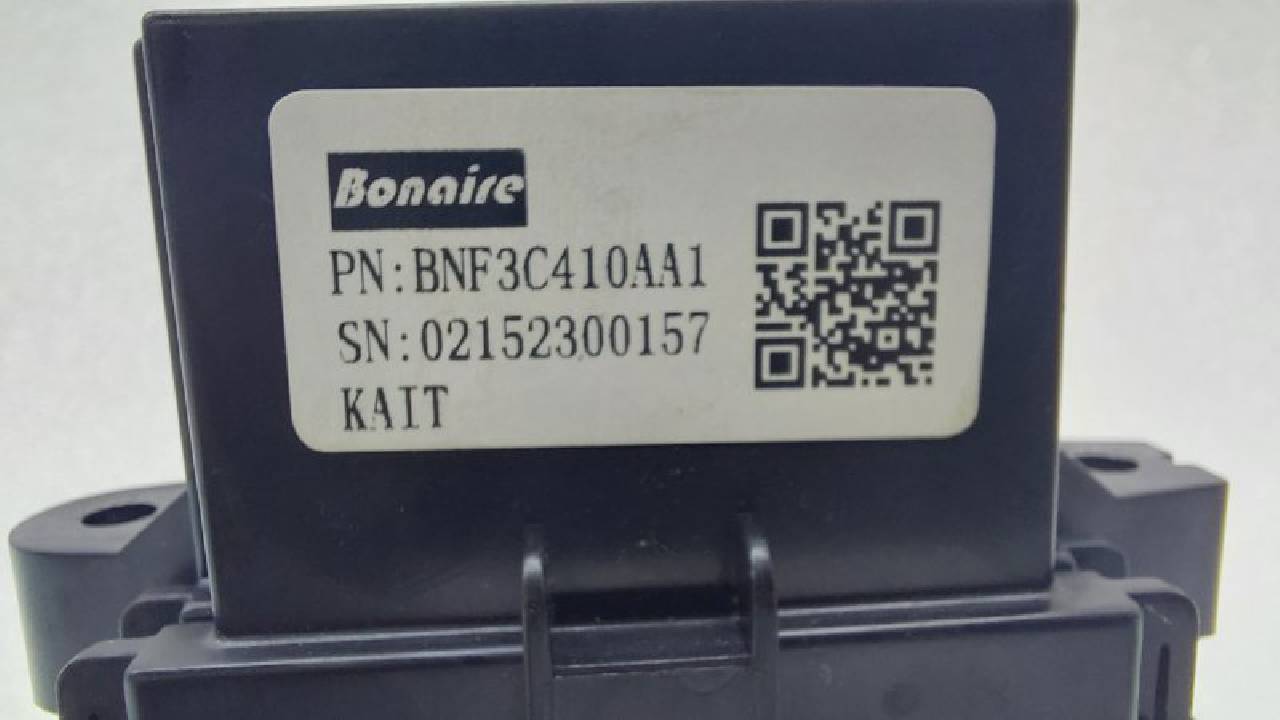 Bonaire
PN:BNF3C410AA1
SN:02152300157
KAIT